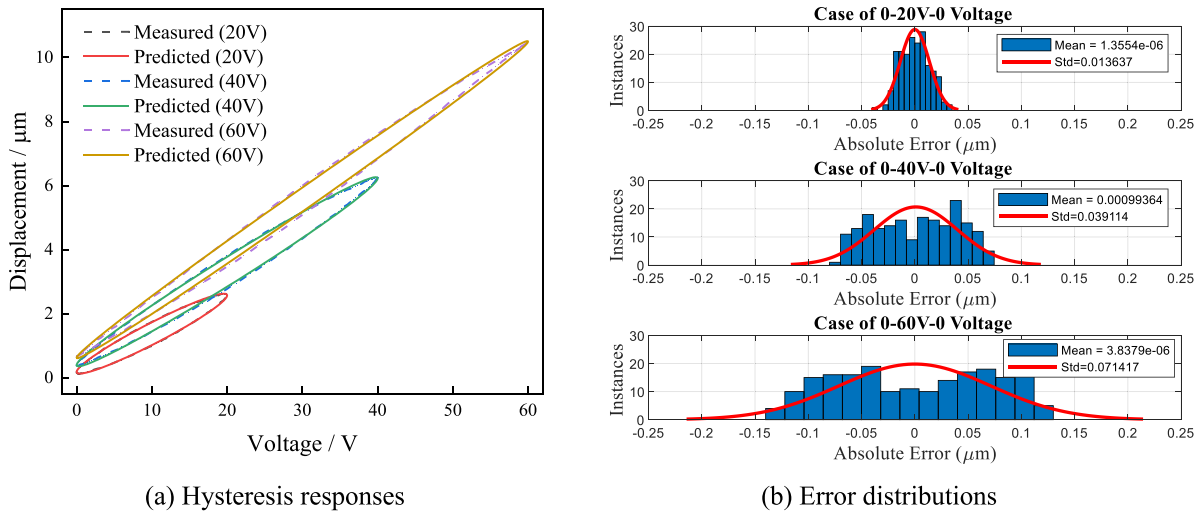 Measured (20V)
Predicted (20V)
Measured (40V)
Predicted (40V)
Measured (60V)
Predicted (60V)
10
8
6
4
2
0
Displacement / μm
0 10 20 30 40 50 60
Voltage / V
(a) Hysteresis responses
Case of 0-20V-0 Voltage
30
20
10
0
Instances
Mean = 1.3554e-06
Std=0.013637
-0.25 -0.2 -0.15 -0.1 -0.05 0 0.05 0.1 0.15 0.2 0.25
Absolute Error (μm)
Case of 0-40V-0 Voltage
30
20
10
0
Instances
Mean = 0.00099364
Std=0.039114
-0.25 -0.2 -0.15 -0.1 -0.05 0 0.05 0.1 0.15 0.2 0.25
Absolute Error (μm)
Case of 0-60V-0 Voltage
30
20
10
0
Instances
Mean = 3.8379e-06
Std=0.071417
-0.25 -0.2 -0.15 -0.1 -0.05 0 0.05 0.1 0.15 0.2 0.25
Absolute Error (μm)
(b) Error distributions